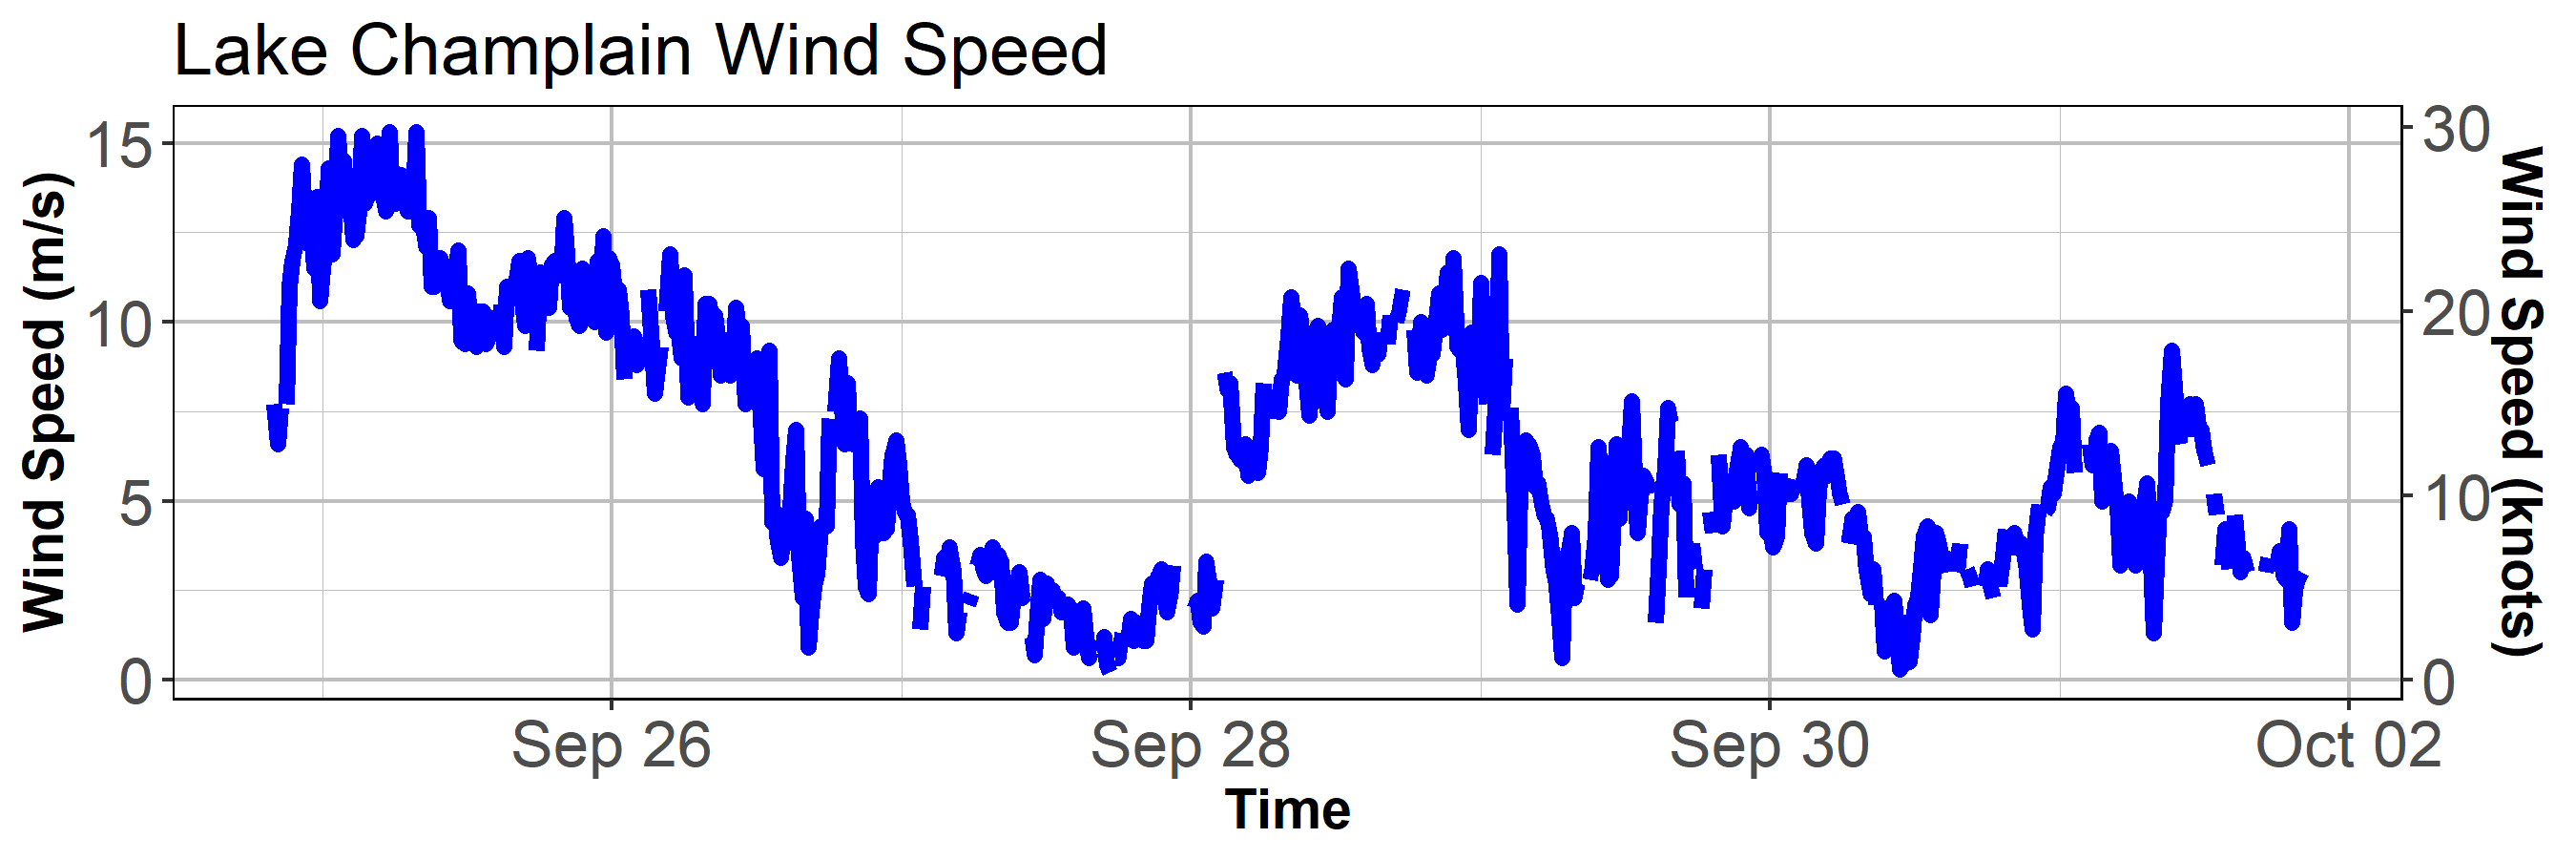 Lake Champlain Wind Speed
15
10
5
0
Wind Speed (m/s)
30
20
10
0
Wind Speed (knots)
Sep 26
Sep 28
Sep 30
Oct 02
Time